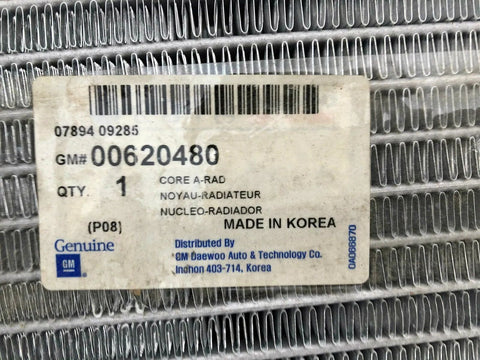 07894 09285
GM# 00620480
QTY. 1 CORE A-RAD
NOYAU-RADIATEUR
NUCLEO-RADIADOR
(P08) MADE IN KOREA
Genuine
GM
Distributed By
GM Daewoo Auto & Technology Co.
Inchon 403-714, Korea
0A069870